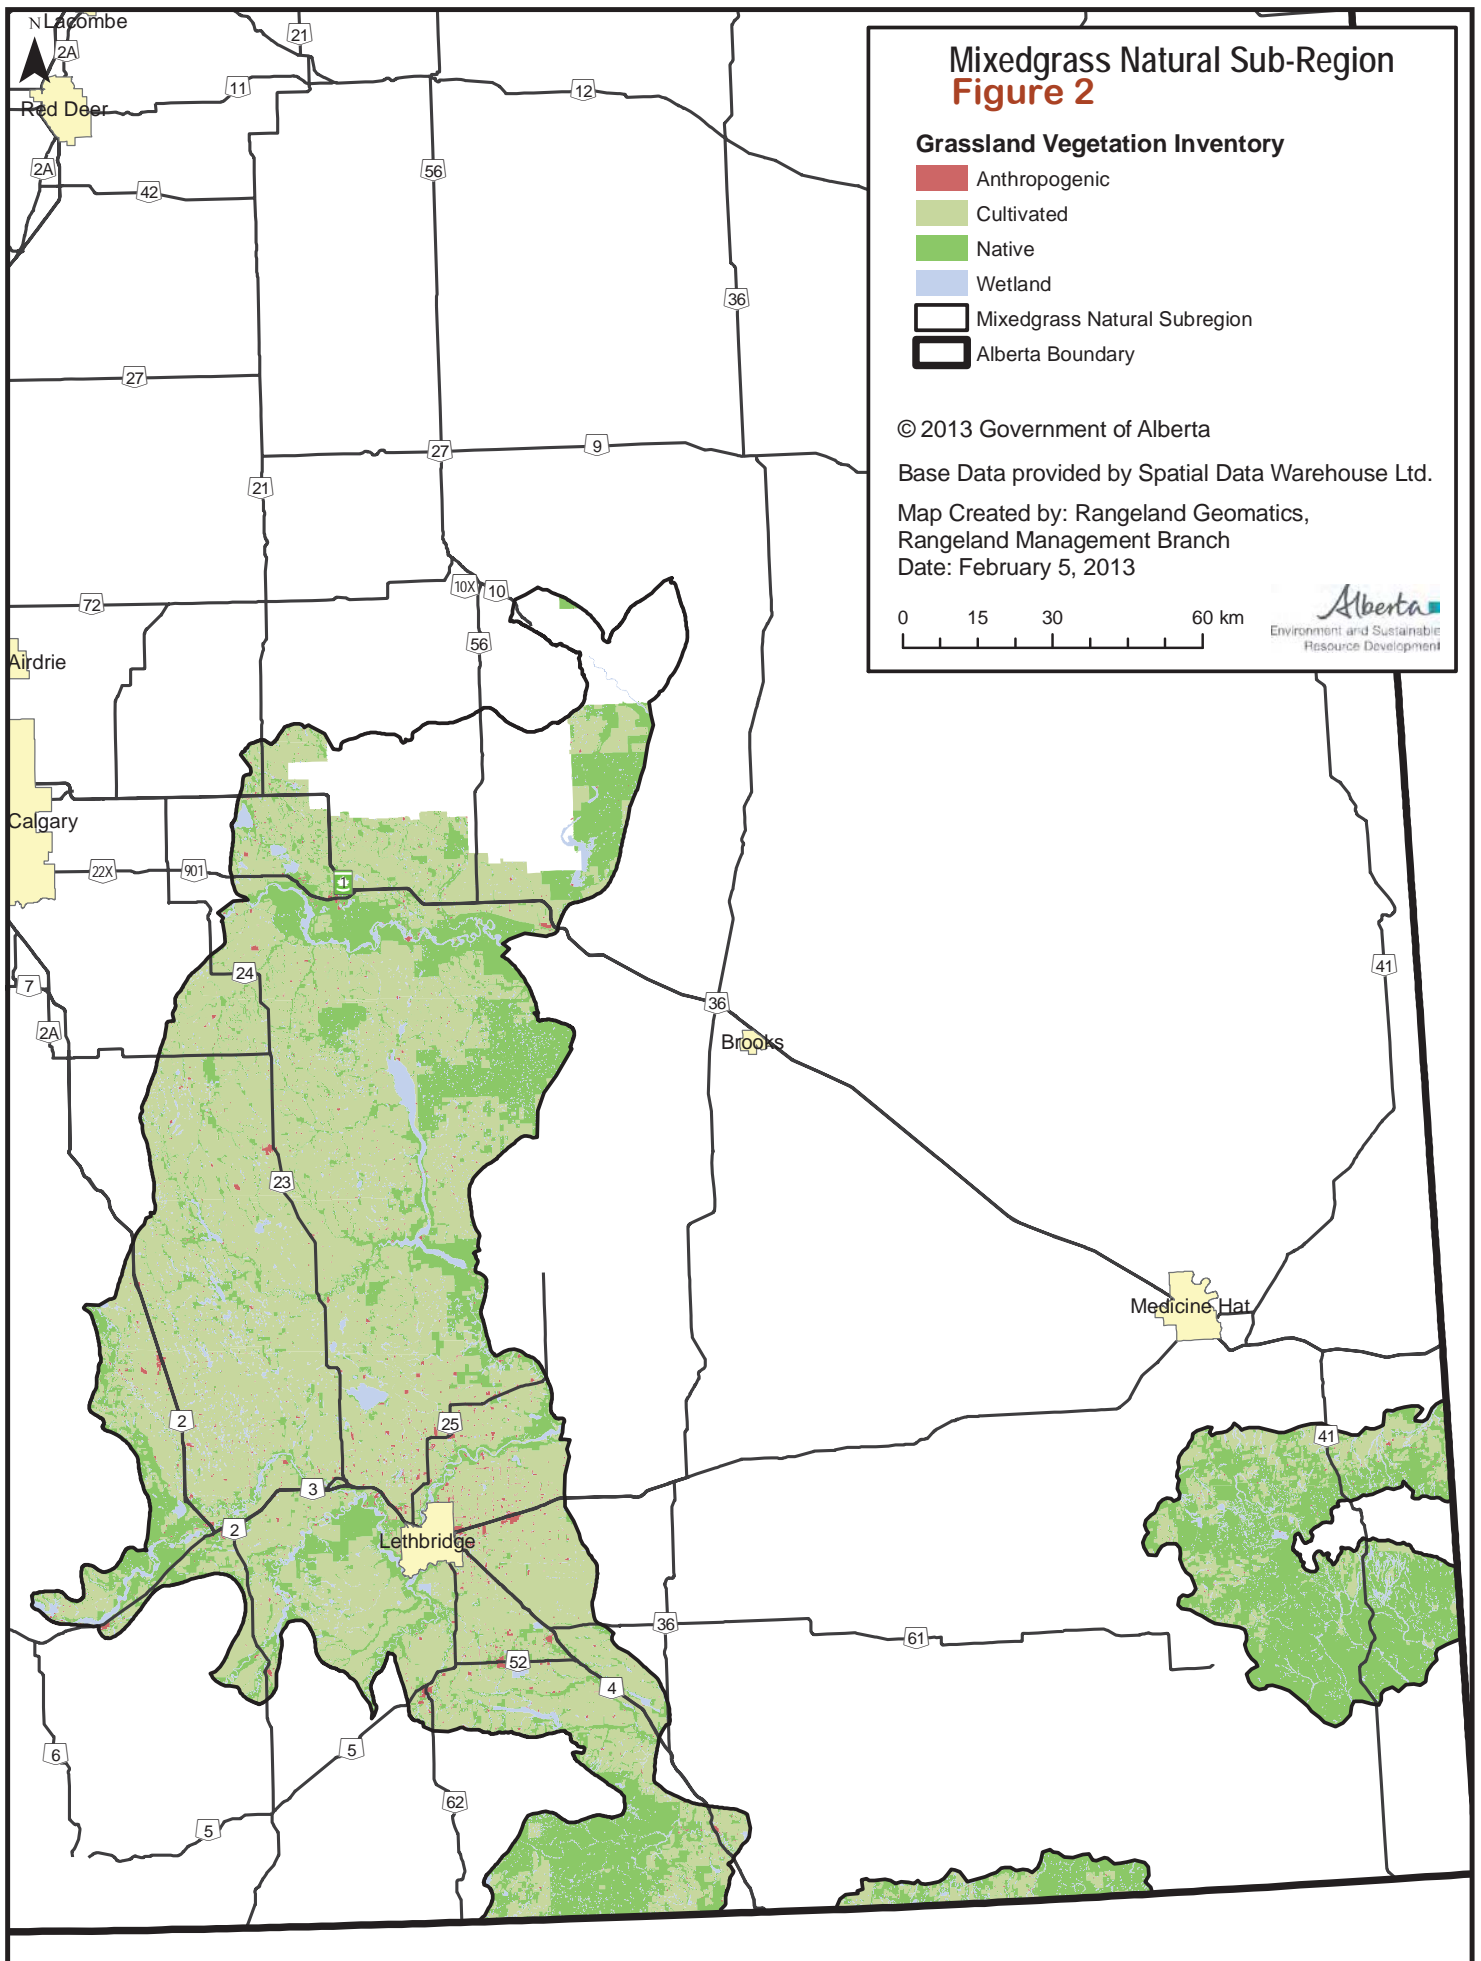 Mixedgrass Natural Sub-Region
Figure 2
Grassland Vegetation Inventory
Anthropogenic
Cultivated
Native
Wetland
Mixedgrass Natural Subregion
Alberta Boundary
© 2013 Government of Alberta
Base Data provided by Spatial Data Warehouse Ltd.
Map Created by: Rangeland Geomatics,
Rangeland Management Branch
Date: February 5, 2013
0 15 30 60 km
Alberta
Environment and Sustainable
Resource Development
N
Lacombe
2A
21
Red Deer
11
12
2A
42
56
36
27
27
9
21
72
10X
10
56
Airdrie
Calgary
22X
901
1
24
7
2A
41
36
Brooks
23
Medicine Hat
2
25
41
3
2
Lethbridge
36
61
52
4
6
5
62
5